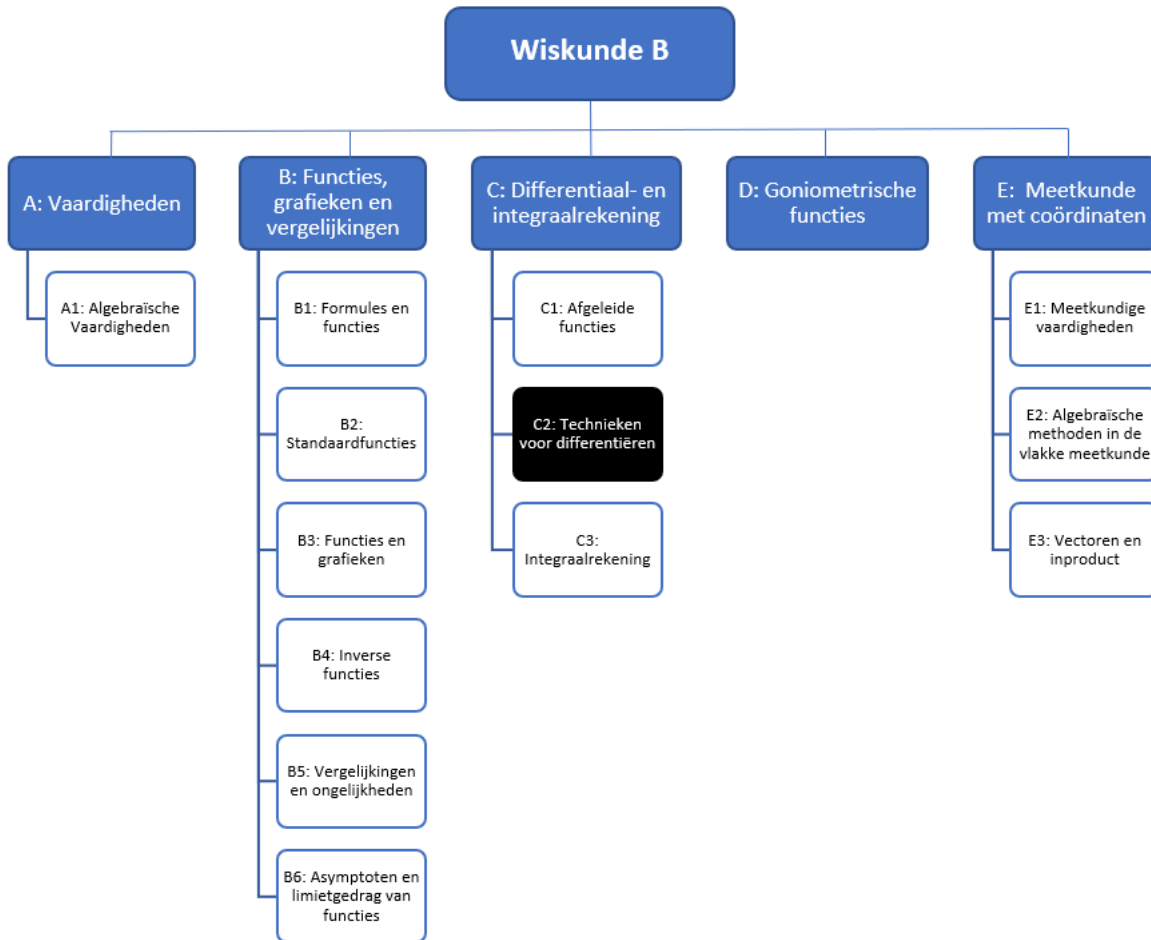 Wiskunde B
A: Vaardigheden
B: Functies,
grafieken en
vergelijkingen
C: Differentiaal- en
integraalrekening
D: Goniometrische
functies
E: Meetkunde
met coördinaten
A1: Algebraïsche
Vaardigheden
B1: Formules en
functies
B2:
Standaardfuncties
B3: Functies en
grafieken
B4: Inverse
functies
B5: Vergelijkingen
en ongelijkheden
B6: Asymptoten en
limietgedrag van
functies
C1: Afgeleide
functies
C2: Technieken
voor differentiëren
C3:
Integraalrekening
E1: Meetkundige
vaardigheden
E2: Algebraïsche
methoden in de
vlakke meetkunde
E3: Vectoren en
inproduct